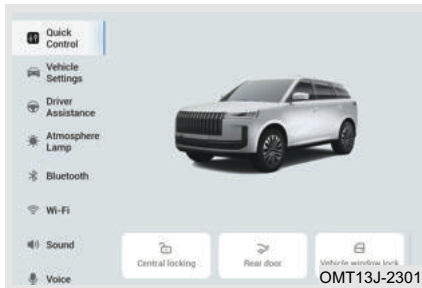 Quick
Control
Vehicle
Settings
Driver
Assistance
Atmosphere
Lamp
Bluetooth
Wi-Fi
Sound
Voice
Central locking
Rear door
Vehicle window lock
OMT13J-2301